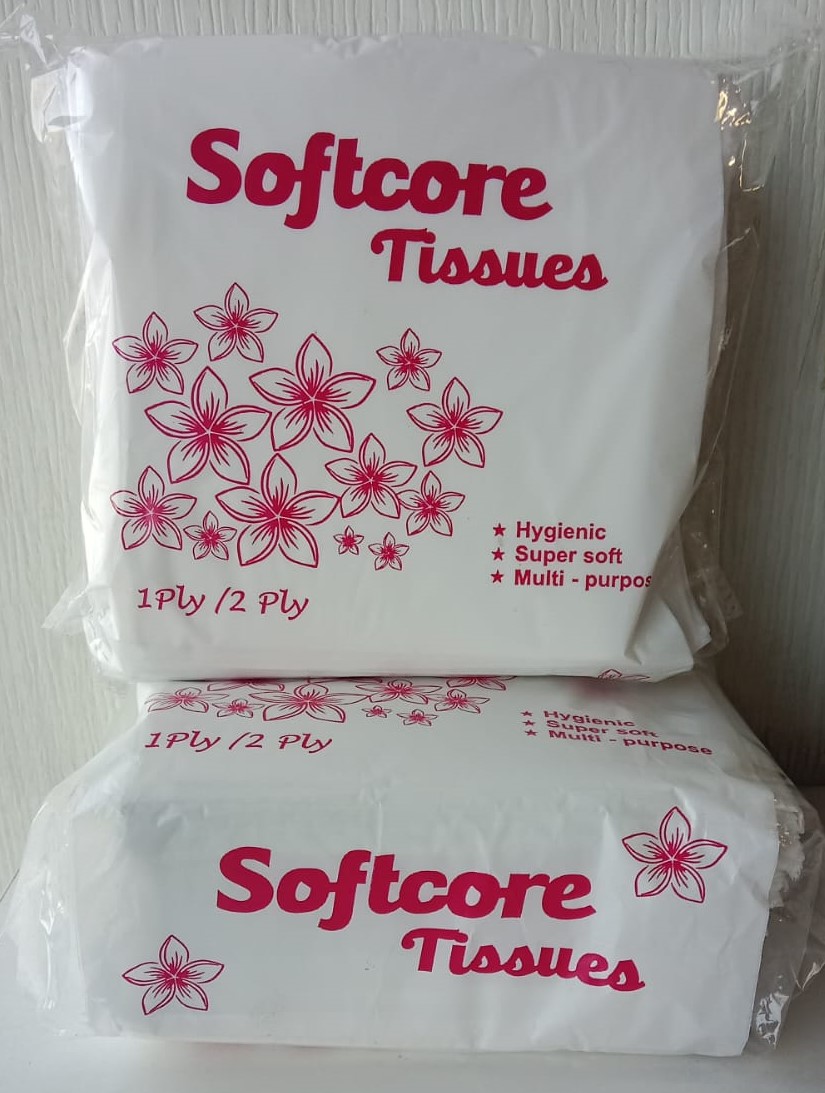 Softcore
Tissues
★ Hygienic
★ Super soft
★ Multi - purpos
1Ply /2 Ply
★ Hygienic
★ Super soft
★ Multi - purpose
1Ply /2 Ply
Softcore
Tissues